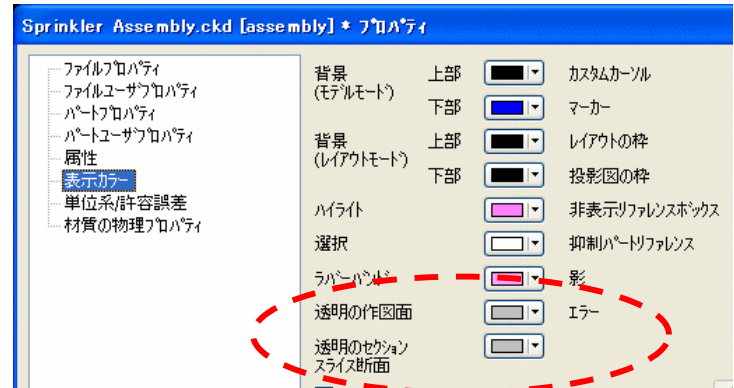 Sprinkler Assembly.ckd [assembly] * プロパティ
ファイルプロパティ
ファイルユーザプロパティ
パートプロパティ
パートユーザプロパティ
属性
表示カラー
単位系/許容誤差
材質の物理プロパティ
背景 上部 カスタムカーソル
(モデルモード)
下部 マーカー
背景 上部 レイアウトの枠
(レイアウトモード)
下部 投影図の枠
ハイライト 非表示リファレンスボックス
選択 抑制パートリファレンス
ラバーバンド 影
透明の作図面 エラー
透明のセクション
スライス断面